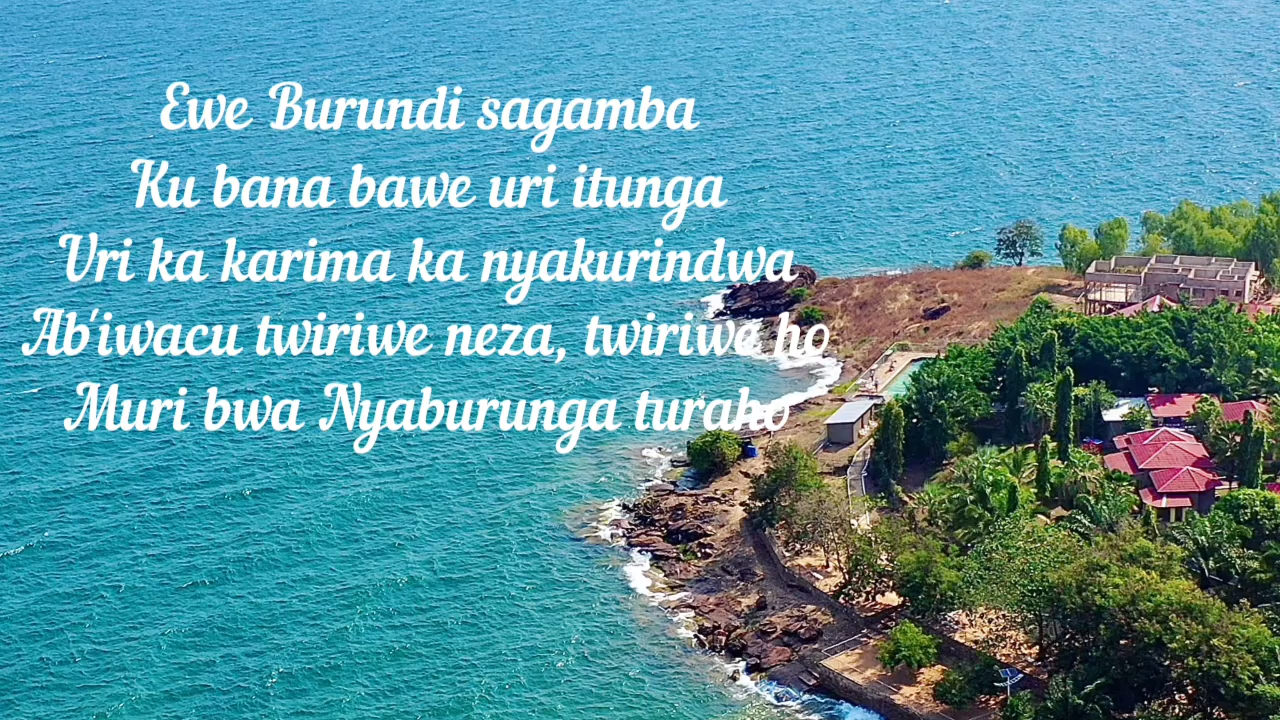 Ewe Burundi sagamba
Ku bana bawe uri itunga
Uri ka karima ka nyakurindwa
Ab'iwacu twiriwe neza, twiriwe ho
Muri bwa Nyaburunga turaho